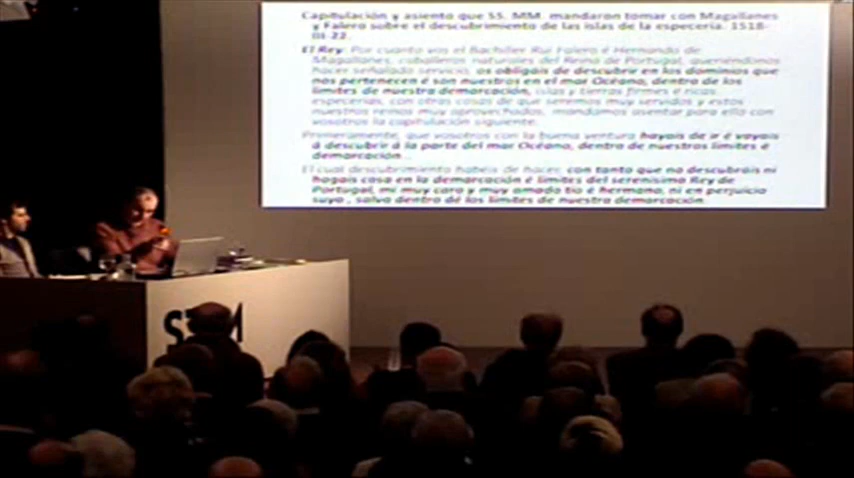 Capitulación y asiento que SS. MM. mandaron tomar con Magallanes
y Falero sobre el descubrimiento de las islas de la especería. 1518-
III-22.
El Rey: Por cuanto vos el Bachiller Rui Falero é Hernando de
Magallanes, caballeros naturales del Reino de Portugal, queriéndonos
hacer señalado servicio, os obligáis de descubrir en los dominios que
nos pertenecen é son nuestros en el mar Océano, dentro de los
límites de nuestra demarcación, islas y tierras firmes é ricas
especerías, con otras cosas de que seremos muy servidos y estos
nuestros reinos muy aprovechados, mandamos asentar para ella con
vosotros la capitulación siguiente.
Primeramente, que vosotros con la buena ventura hayais de ir é vayais
á descubrir á la parte del mar Océano, dentro de nuestros límites é
demarcación...
El cual descubrimiento habeis de hacer, con tanto que no descubrais ni
hagais cosa en la demarcación é límites del serenísimo Rey de
Portugal, mi muy caro y muy amado tio é hermano, ni en perjuicio
suyo, salvo dentro de los límites de nuestra demarcación